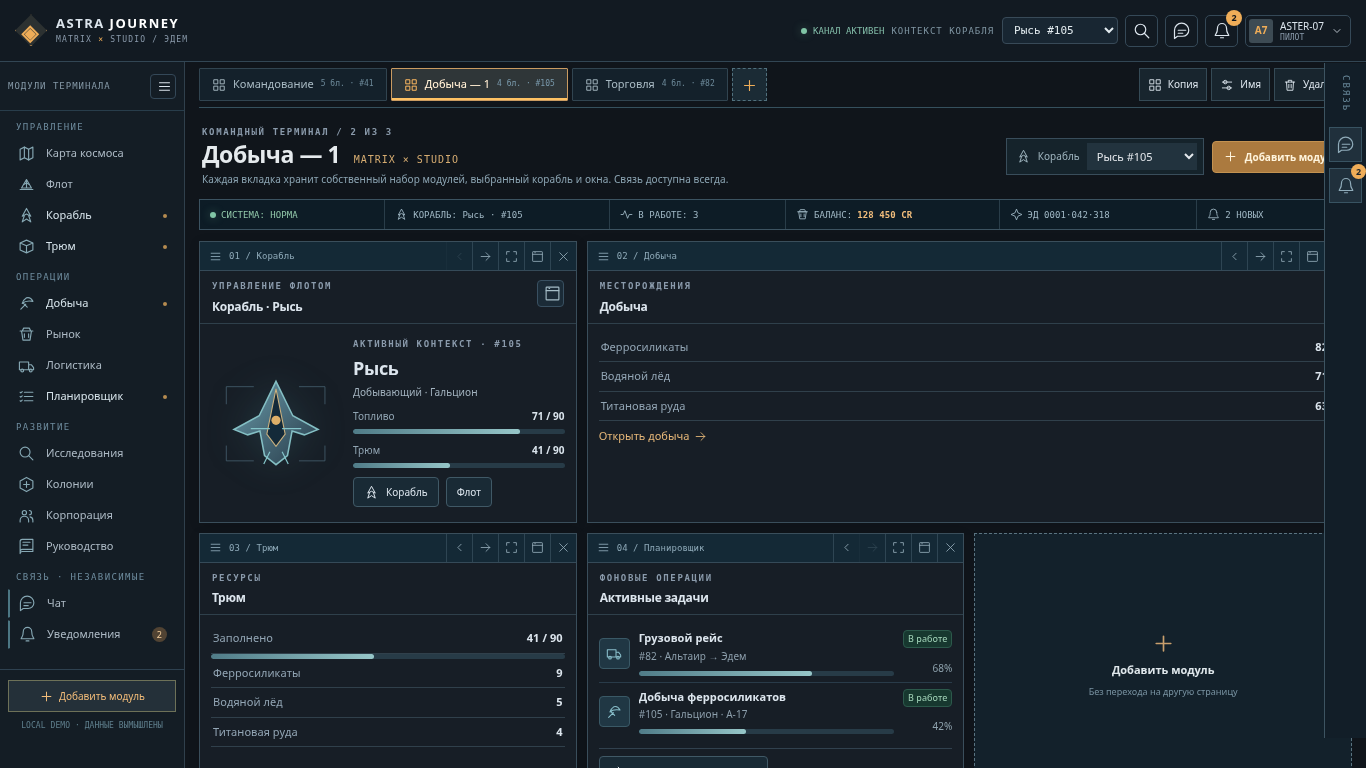 ASTRA JOURNEY
MATRIX × STUDIO / ЭДЕМ
КАНАЛ АКТИВЕН КОНТЕКСТ КОРАБЛЯ
Рысь #105
2
A7
ASTER-07
ПИЛОТ
МОДУЛИ ТЕРМИНАЛА
УПРАВЛЕНИЕ
Карта космоса
Флот
Корабль
Трюм
ОПЕРАЦИИ
Добыча
Рынок
Логистика
Планировщик
РАЗВИТИЕ
Исследования
Колонии
Корпорация
Руководство
СВЯЗЬ · НЕЗАВИСИМЫЕ
Чат
Уведомления 2
Добавить модуль
LOCAL DEMO · ДАННЫЕ ВЫМЫШЛЕНЫ
Командование 5 бл. · #41
Добыча — 1 4 бл. · #105
Торговля 4 бл. · #82
Копия
Имя
Удал
СВЯЗЬ
2
КОМАНДНЫЙ ТЕРМИНАЛ / 2 ИЗ 3
Добыча — 1 MATRIX × STUDIO
Каждая вкладка хранит собственный набор модулей, выбранный корабль и окна. Связь доступна всегда.
Корабль Рысь #105
Добавить моду
СИСТЕМА: НОРМА
КОРАБЛЬ: Рысь · #105
В РАБОТЕ: 3
БАЛАНС: 128 450 CR
ЭД 0001·042·318
2 НОВЫХ
01 / Корабль
УПРАВЛЕНИЕ ФЛОТОМ
Корабль · Рысь
АКТИВНЫЙ КОНТЕКСТ · #105
Рысь
Добывающий · Гальцион
Топливо 71 / 90
Трюм 41 / 90
Корабль
Флот
02 / Добыча
МЕСТОРОЖДЕНИЯ
Добыча
Ферросиликаты 82
Водяной лёд 71
Титановая руда 63
Открыть добыча →
03 / Трюм
РЕСУРСЫ
Трюм
Заполнено 41 / 90
Ферросиликаты 9
Водяной лёд 5
Титановая руда 4
04 / Планировщик
ФОНОВЫЕ ОПЕРАЦИИ
Активные задачи
Грузовой рейс В работе
#82 · Альтаир → Эдем 68%
Добыча ферросиликатов В работе
#105 · Гальцион · A-17 42%
Добавить модуль
Без перехода на другую страницу